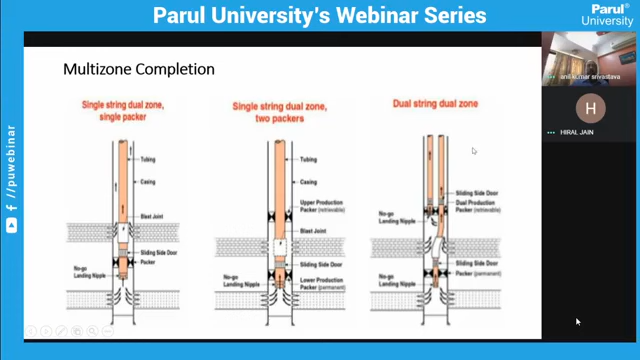 Parul University's Webinar Series
Parul®
University
/puwebinar
Multizone Completion
Single string dual zone,
single packer
Tubing
Casing
Blast Joint
Sliding Side Door
Packer
No-go
Landing Nipple
Single string dual zone,
two packers
Tubing
Casing
Upper Production
Packer (retrievable)
Blast Joint
Sliding Side Door
No-go
Landing Nipple
Lower Production
Packer (permanent)
Dual string dual zone
Sliding Side Door
Dual Production
Packer (retrievable)
No-go
Landing Nipple
Sliding Side Door
Packer (permanent)
No-go
Landing Nipple
anil kumar srivastava
H
HIRAL JAIN